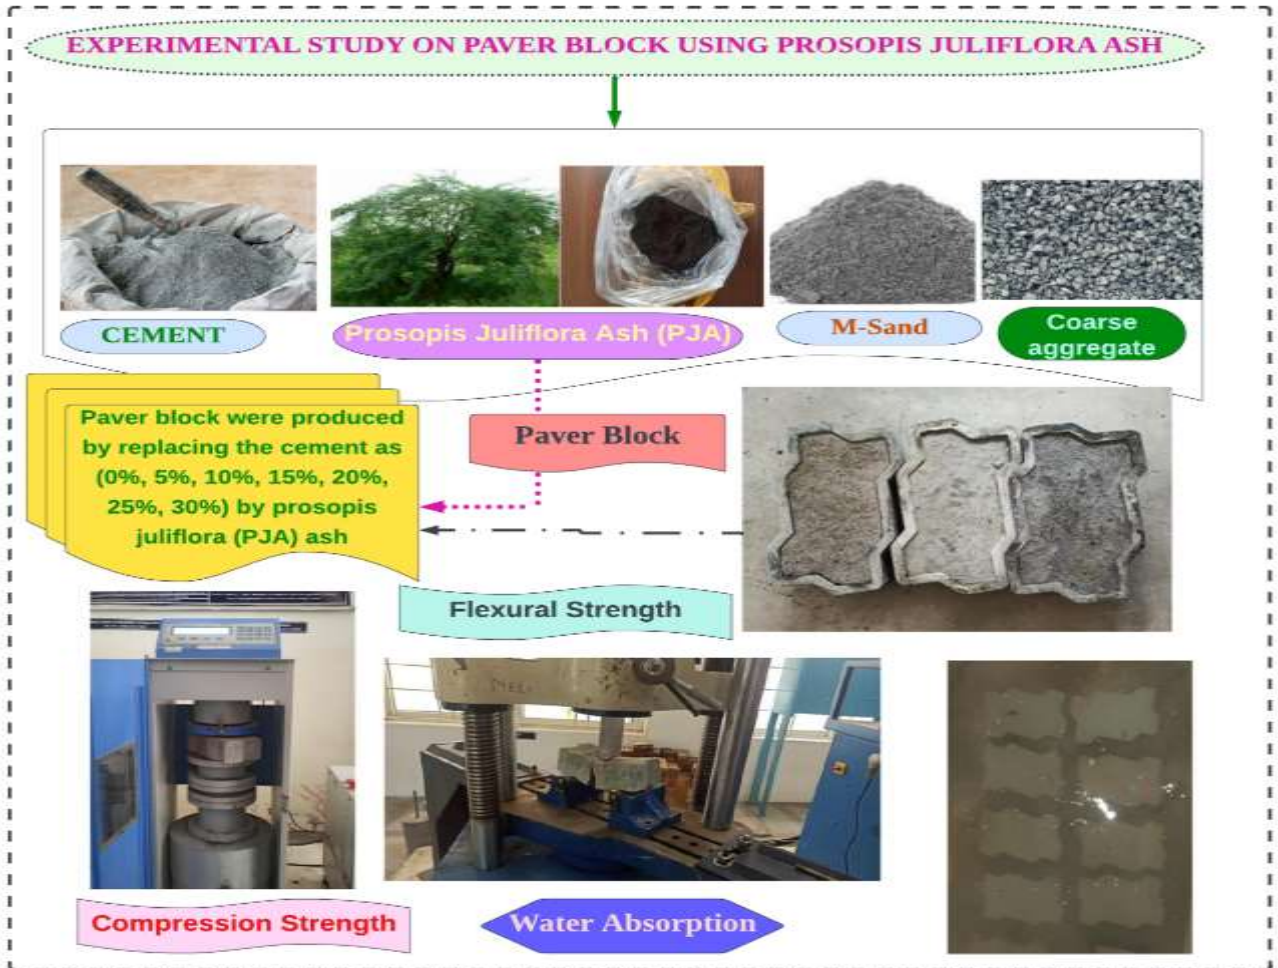 EXPERIMENTAL STUDY ON PAVER BLOCK USING PROSOPIS JULIFLORA ASH
CEMENT
Prosopis Juliflora Ash (PJA)
M-Sand
Coarse
aggregate
Paver block were produced
by replacing the cement as
(0%, 5%, 10%, 15%, 20%,
25%, 30%) by prosopis
juliflora (PJA) ash
Paver Block
Flexural Strength
Compression Strength
Water Absorption